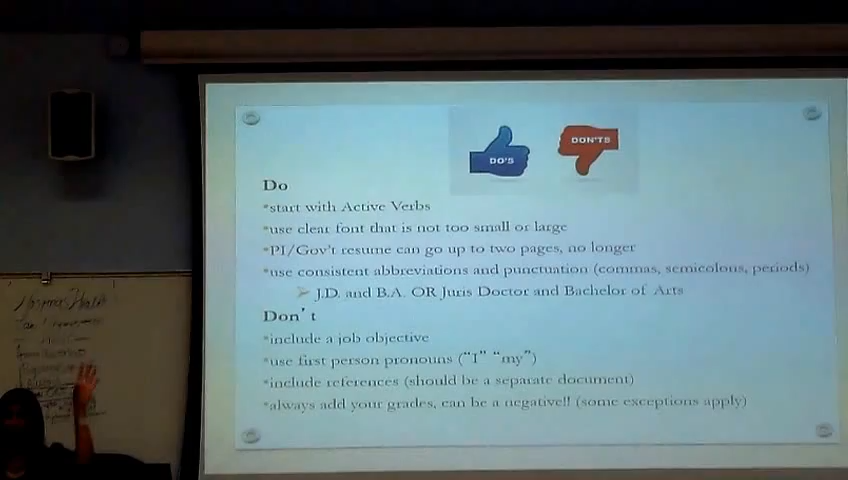 DO'S
DON'TS
Do
*start with Active Verbs
*use clear font that is not too small or large
*PI/Gov't resume can go up to two pages, no longer
*use consistent abbreviations and punctuation (commas, semicolons, periods)
➢ J.D. and B.A. OR Juris Doctor and Bachelor of Arts
Don't
*include a job objective
*use first person pronouns ("I" "my")
*include references (should be a separate document)
*always add your grades, can be a negative!! (some exceptions apply)